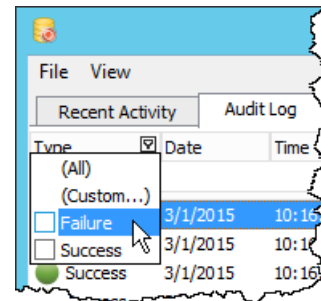 File View
Recent Activity Audit Log
Type Date Time
(All)
(Custom...)
Failure 3/1/2015 10:16
Success 3/1/2015 10:16
Success 3/1/2015 10:16